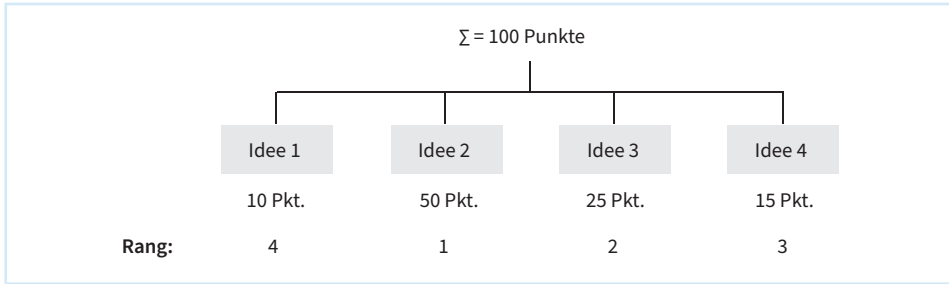 ∑ = 100 Punkte
Idee 1 Idee 2 Idee 3 Idee 4
10 Pkt. 50 Pkt. 25 Pkt. 15 Pkt.
Rang: 4 1 2 3